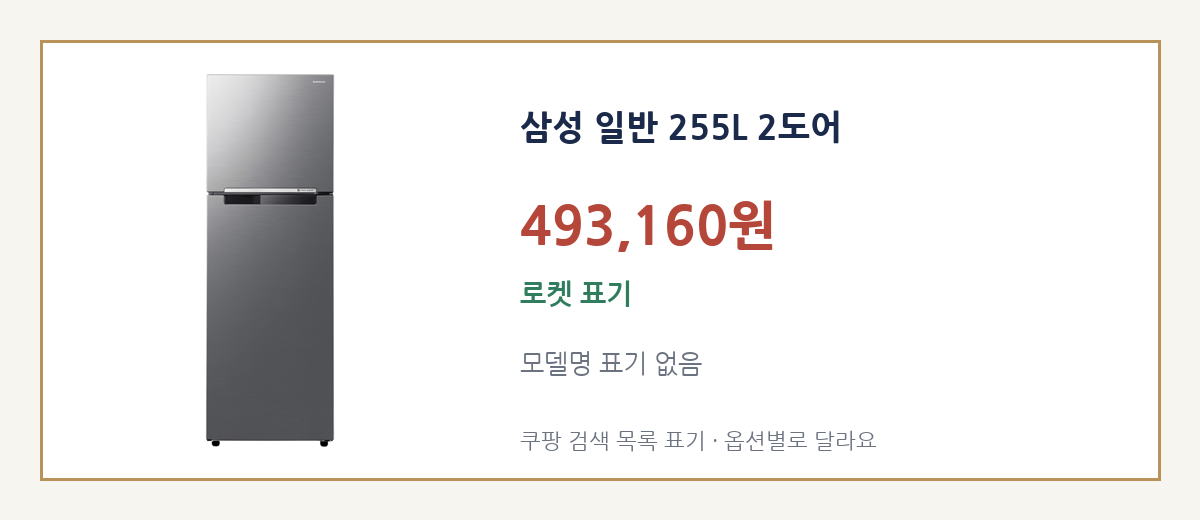 삼성 일반 255L 2도어
493,160원
로켓 표기
모델명 표기 없음
쿠팡 검색 목록 표기 · 옵션별로 달라요